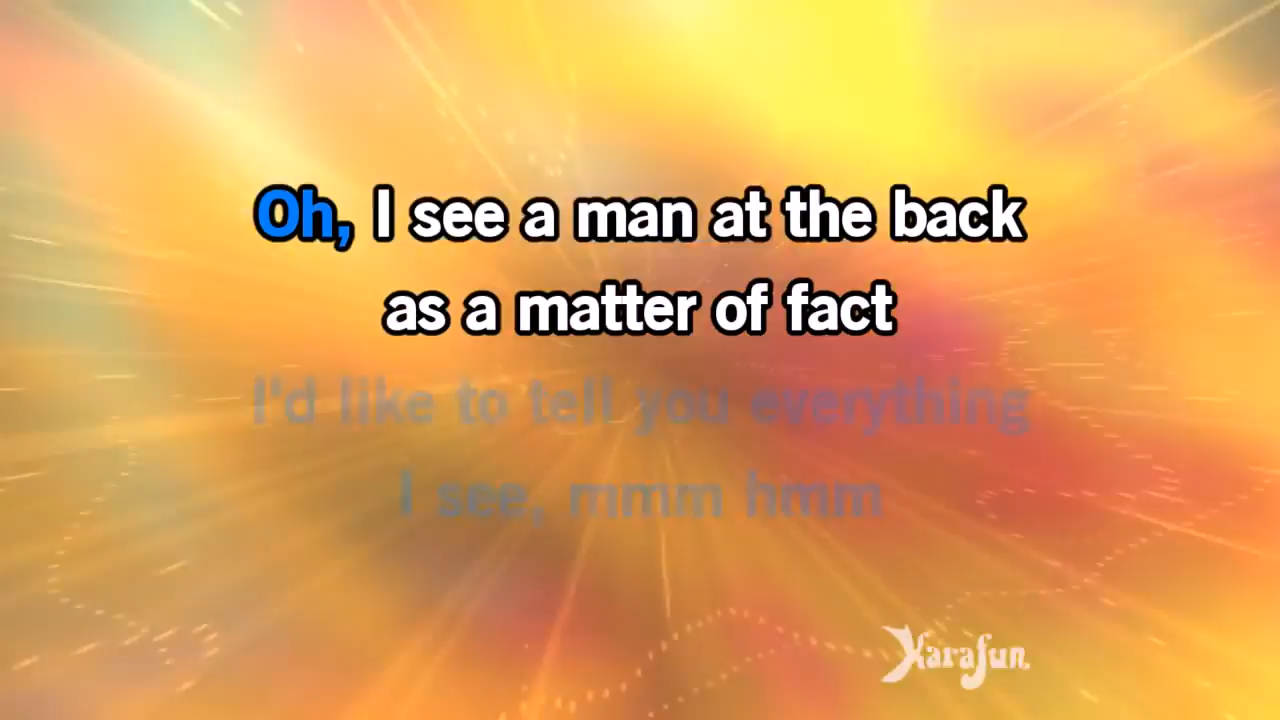 Oh, I see a man at the back
as a matter of fact
I'd like to tell you everything
I see, mmm hmm
Karafun